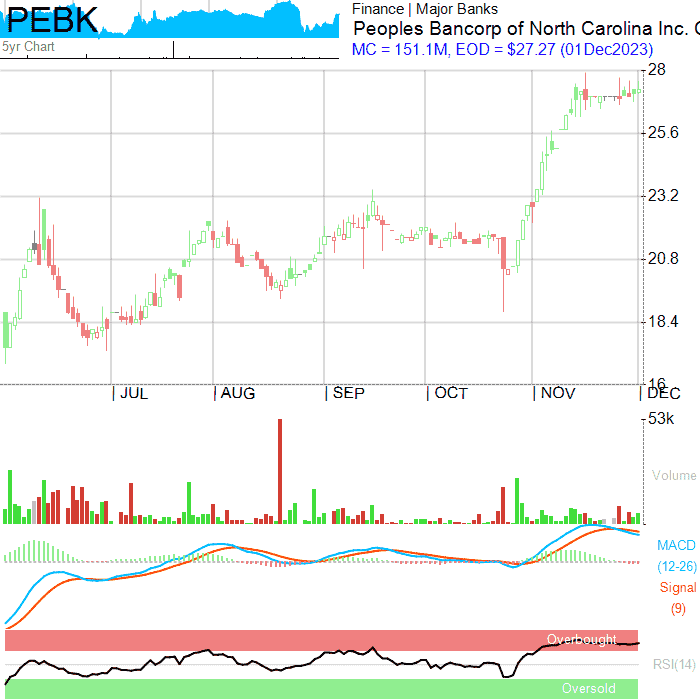 PEBK
5yr Chart
Finance | Major Banks
Peoples Bancorp of North Carolina Inc. C
MC = 151.1M, EOD = $27.27 (01Dec2023)
28
25.6
23.2
20.8
18.4
16
| JUL | AUG | SEP | OCT | NOV | DEC
53k
Volume
MACD
(12-26)
Signal
(9)
Overbought
RSI(14)
Oversold